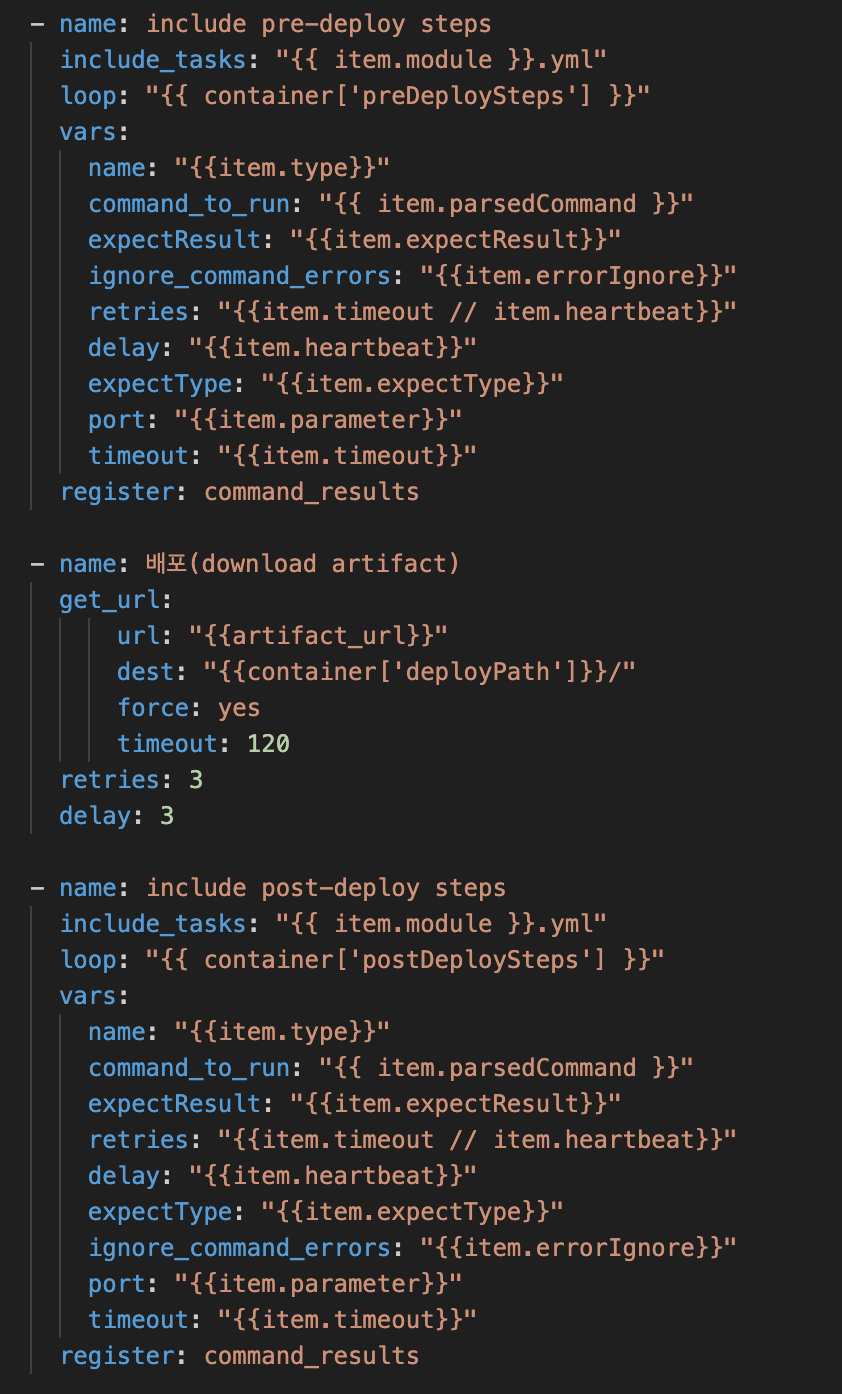 - name: include pre-deploy steps
  include_tasks: "{{ item.module }}.yml"
  loop: "{{ container['preDeploySteps'] }}"
  vars:
    name: "{{item.type}}"
    command_to_run: "{{ item.parsedCommand }}"
    expectResult: "{{item.expectResult}}"
    ignore_command_errors: "{{item.errorIgnore}}"
    retries: "{{item.timeout // item.heartbeat}}"
    delay: "{{item.heartbeat}}"
    expectType: "{{item.expectType}}"
    port: "{{item.parameter}}"
    timeout: "{{item.timeout}}"
  register: command_results

- name: 배포(download artifact)
  get_url:
      url: "{{artifact_url}}"
      dest: "{{container['deployPath']}}/"
      force: yes
      timeout: 120
  retries: 3
  delay: 3

- name: include post-deploy steps
  include_tasks: "{{ item.module }}.yml"
  loop: "{{ container['postDeploySteps'] }}"
  vars:
    name: "{{item.type}}"
    command_to_run: "{{ item.parsedCommand }}"
    expectResult: "{{item.expectResult}}"
    retries: "{{item.timeout // item.heartbeat}}"
    delay: "{{item.heartbeat}}"
    expectType: "{{item.expectType}}"
    ignore_command_errors: "{{item.errorIgnore}}"
    port: "{{item.parameter}}"
    timeout: "{{item.timeout}}"
  register: command_results